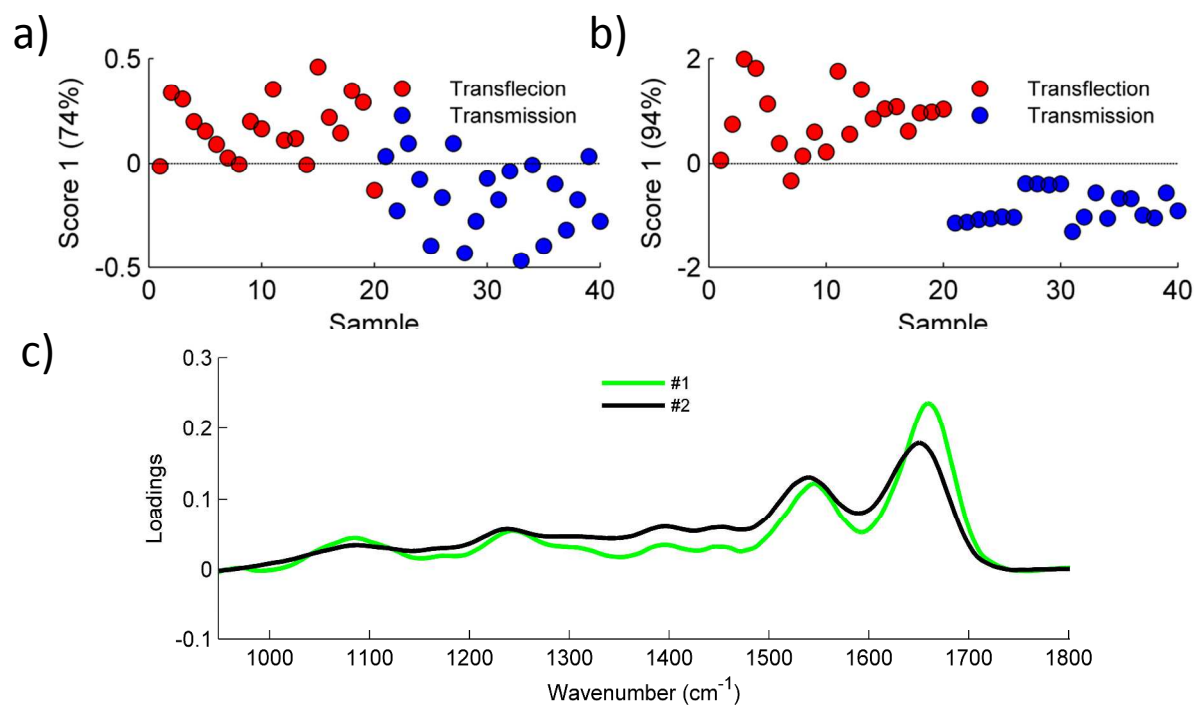 a)
0.5
0
-0.5
Score 1 (74%)
Transflecion
Transmission
0 10 20 30 40
Sample
b)
2
0
-2
Score 1 (94%)
Transflection
Transmission
0 10 20 30 40
Sample
c)
0.3
0.2
0.1
0
-0.1
Loadings
#1
#2
1000 1100 1200 1300 1400 1500 1600 1700 1800
Wavenumber (cm-1)